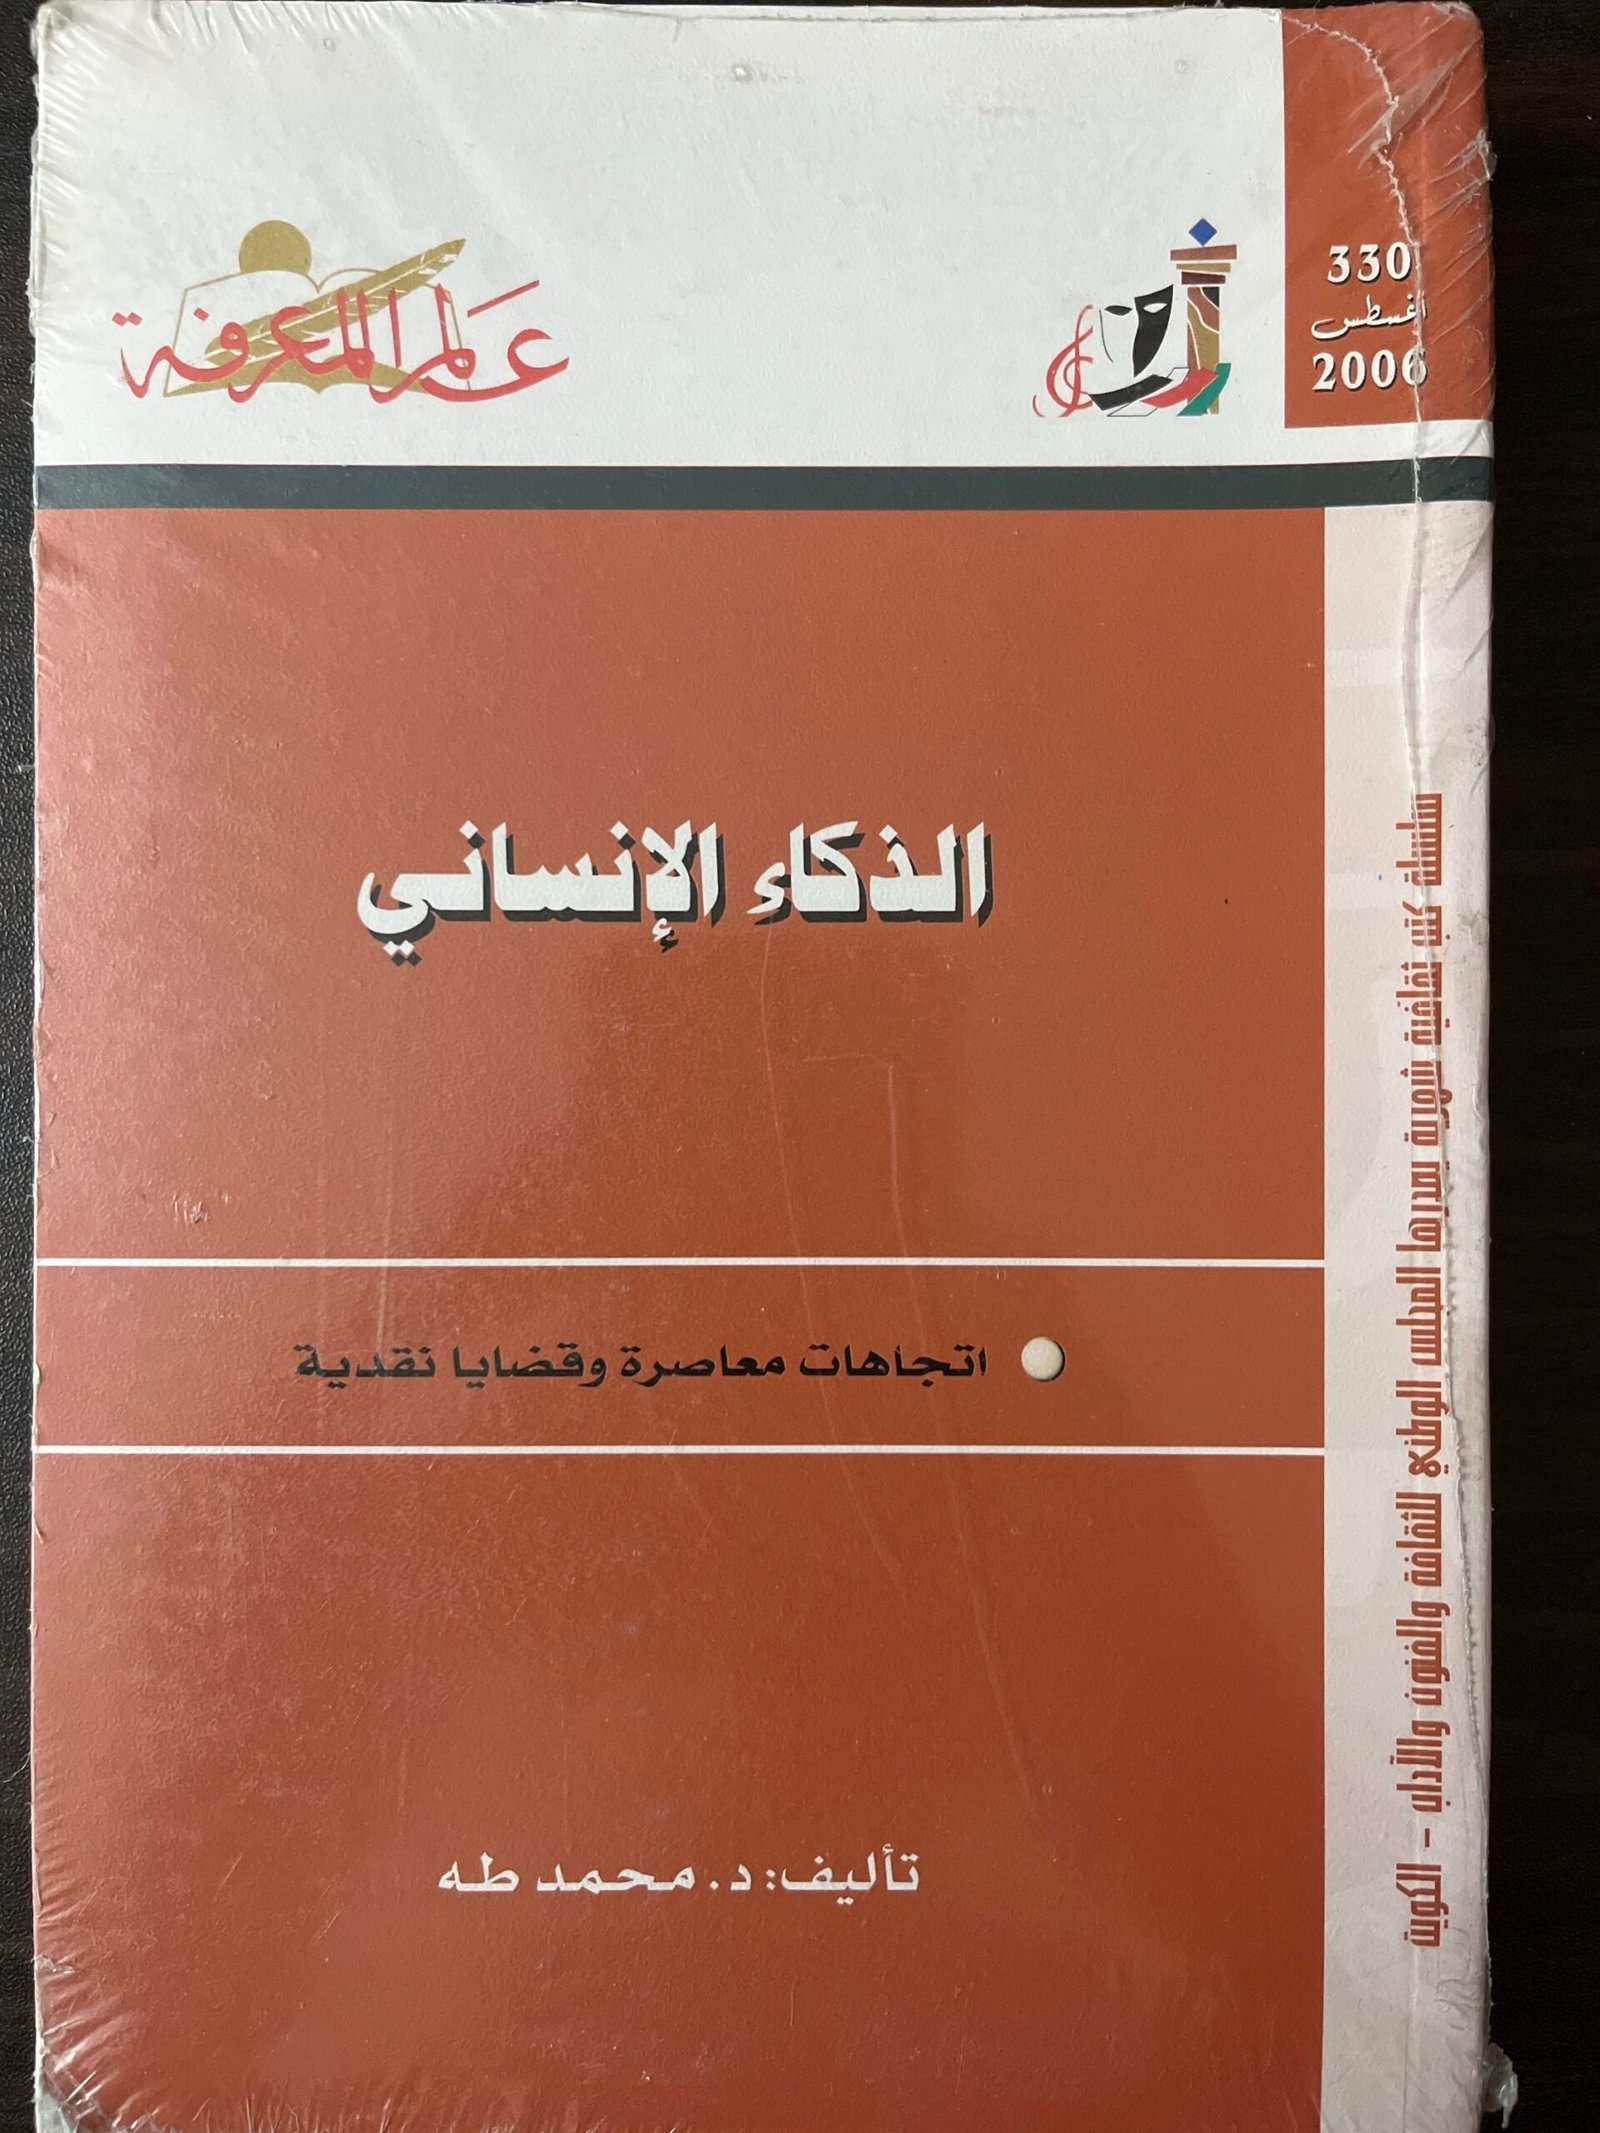 330
أغسطس
2006
عالم المعرفة
الذكاء الإنساني
اتجاهات معاصرة وقضايا نقدية
تأليف: د. محمد طه
سلسلة كتب ثقافية شهرية يصدرها المجلس الوطني للثقافة والفنون والآداب - الكويت